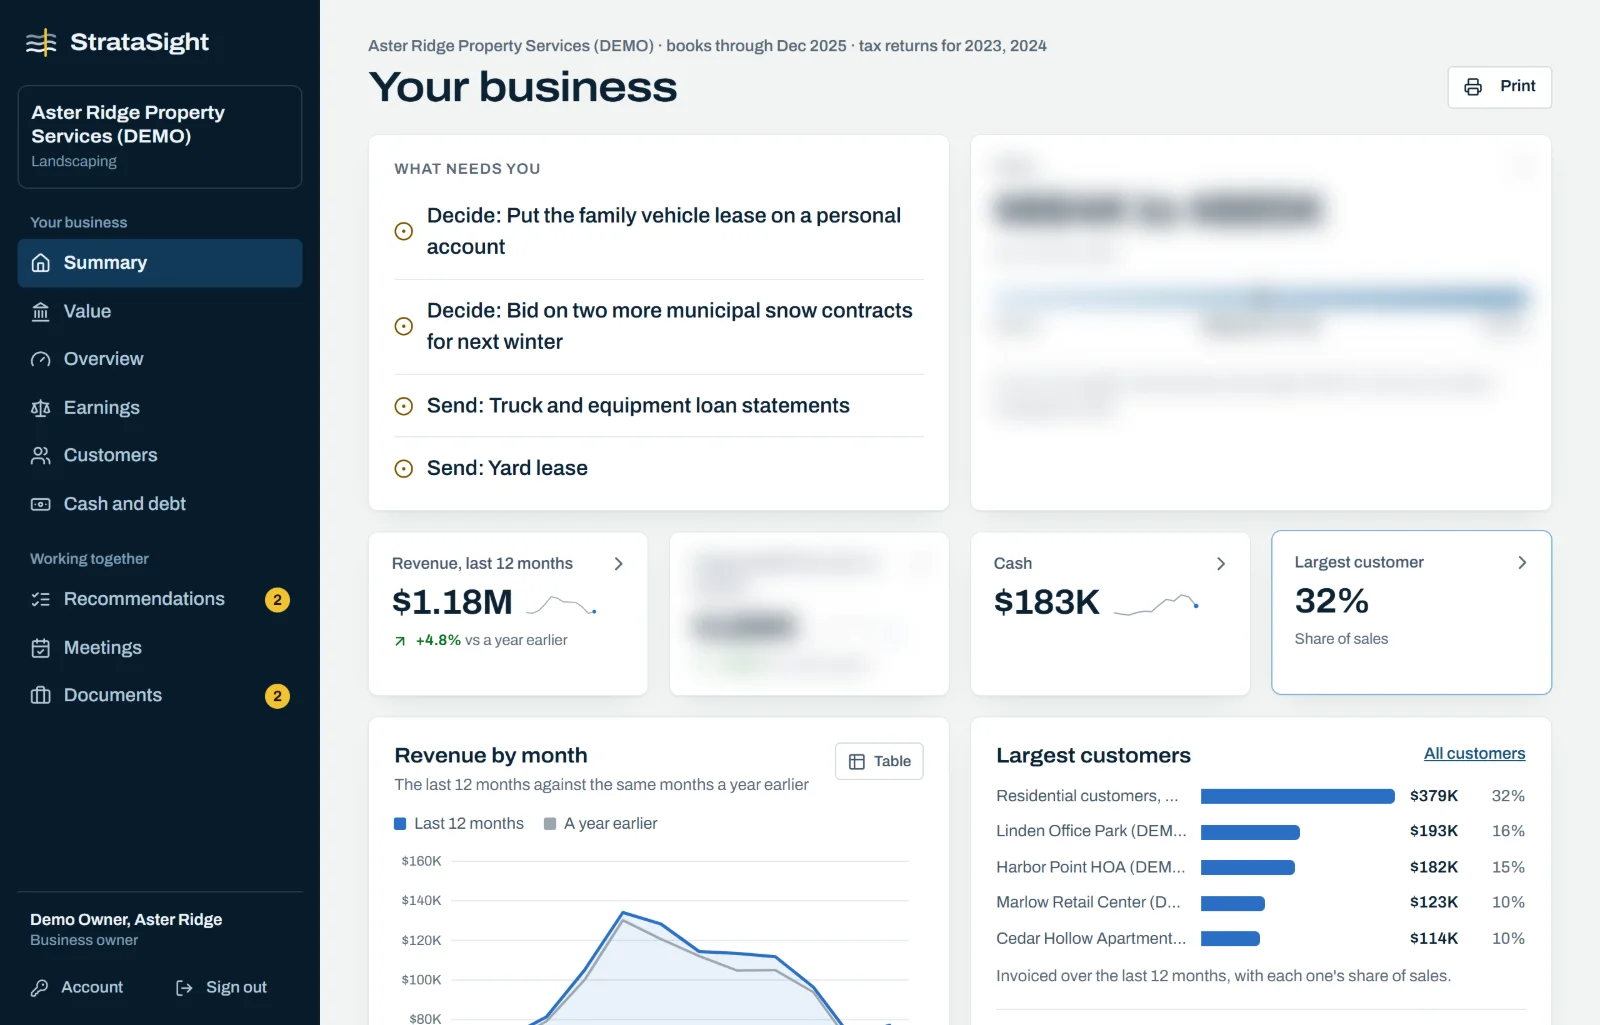 StrataSight
Aster Ridge Property
Services (DEMO)
Landscaping
Your business
Summary
Value
Overview
Earnings
Customers
Cash and debt
Working together
Recommendations 2
Meetings
Documents 2
Demo Owner, Aster Ridge
Business owner
Account
Sign out
Aster Ridge Property Services (DEMO) · books through Dec 2025 · tax returns for 2023, 2024
Your business
Print
WHAT NEEDS YOU
Decide: Put the family vehicle lease on a personal
account
Decide: Bid on two more municipal snow contracts
for next winter
Send: Truck and equipment loan statements
Send: Yard lease
Revenue, last 12 months
$1.18M
+4.8% vs a year earlier
Cash
$183K
Largest customer
32%
Share of sales
Revenue by month
Table
The last 12 months against the same months a year earlier
Last 12 months
A year earlier
$160K
$140K
$120K
$100K
$80K
Largest customers
All customers
Residential customers, ... $379K 32%
Linden Office Park (DEM... $193K 16%
Harbor Point HOA (DEM... $182K 15%
Marlow Retail Center (D... $123K 10%
Cedar Hollow Apartment... $114K 10%
Invoiced over the last 12 months, with each one's share of sales.